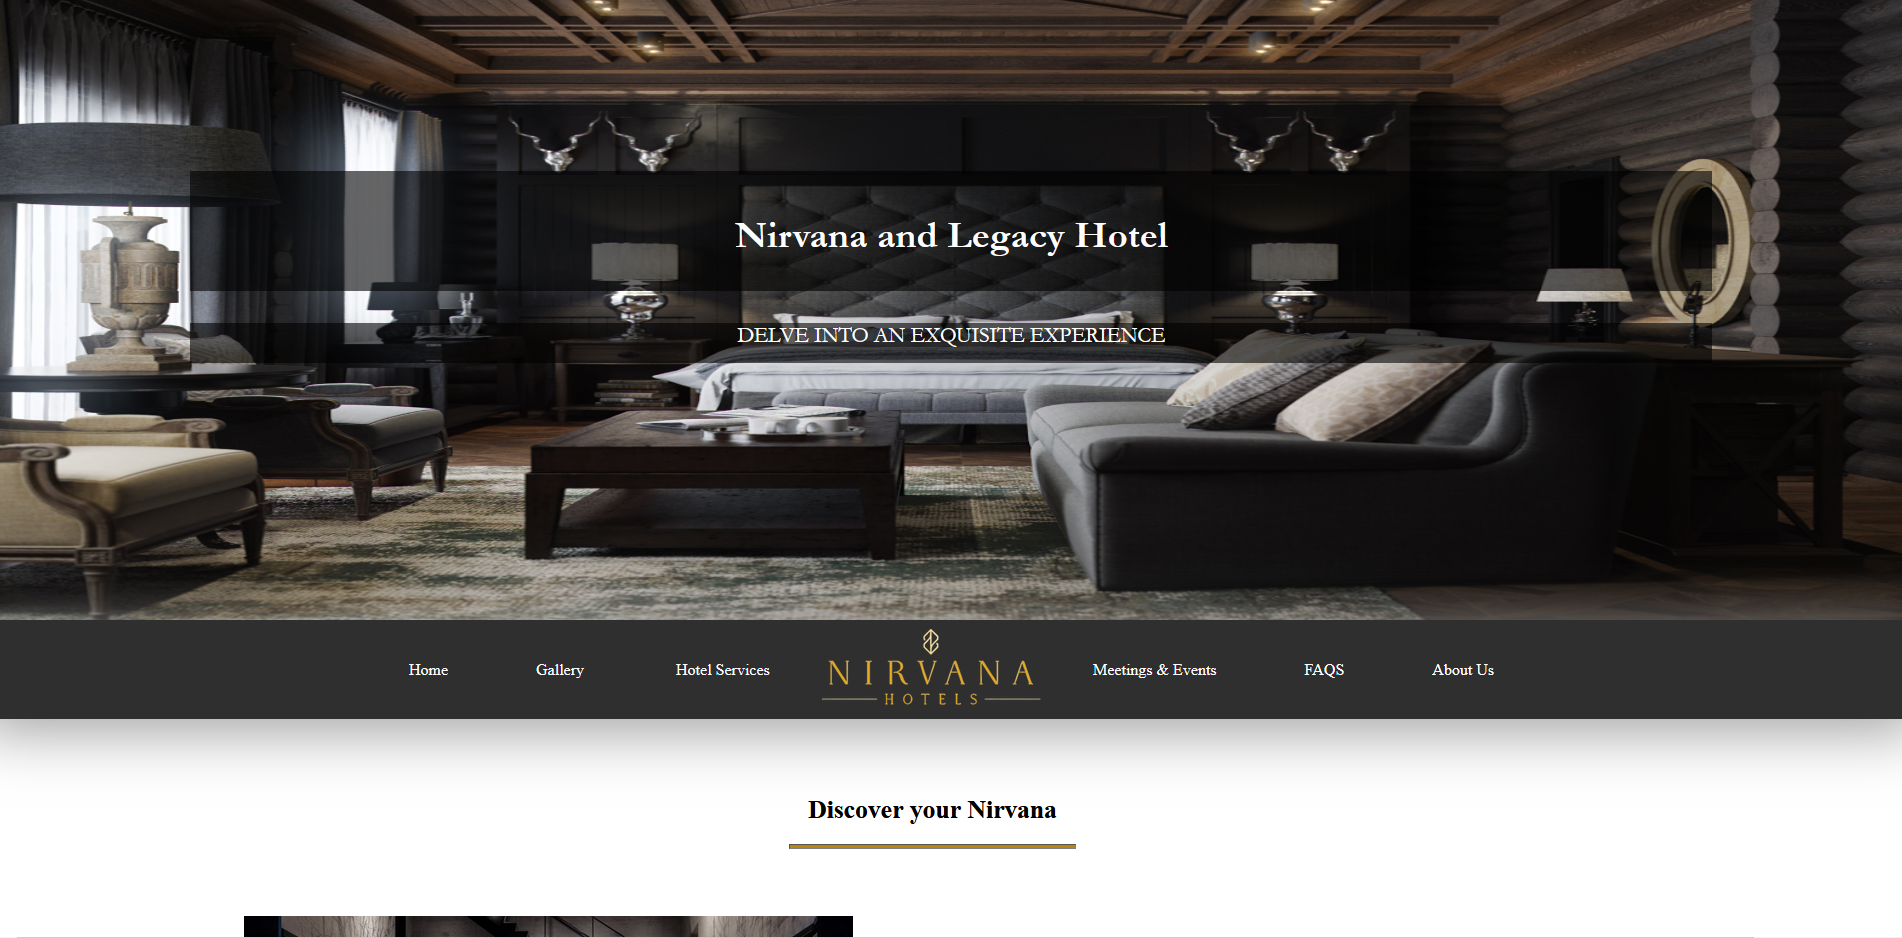 Nirvana and Legacy Hotel
DELVE INTO AN EXQUISITE EXPERIENCE
Home Gallery Hotel Services NIRVANA HOTELS Meetings & Events FAQS About Us
Discover your Nirvana